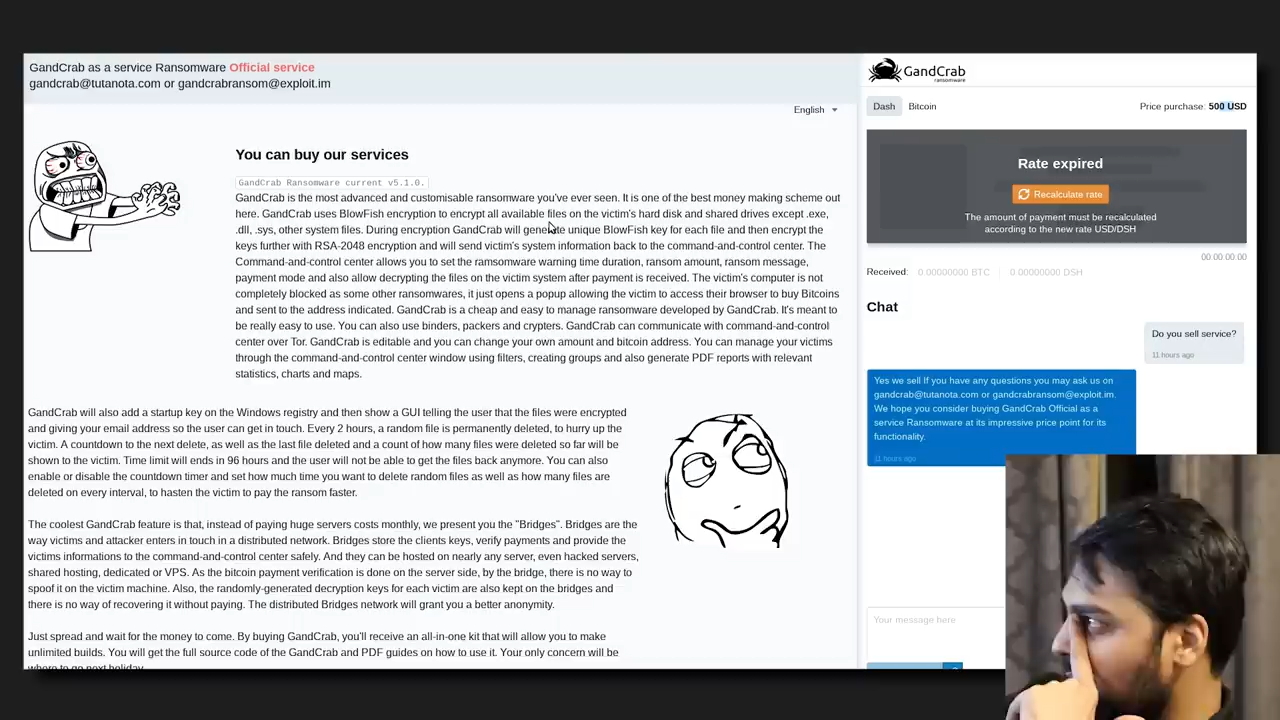 GandCrab as a service Ransomware Official service
gandcrab@tutanota.com or gandcrabransom@exploit.im
English
You can buy our services
GandCrab Ransomware current v5.1.0.
GandCrab is the most advanced and customisable ransomware you've ever seen. It is one of the best money making scheme out
here. GandCrab uses BlowFish encryption to encrypt all available files on the victim's hard disk and shared drives except .exe,
.dll, .sys, other system files. During encryption GandCrab will generate unique BlowFish key for each file and then encrypt the
keys further with RSA-2048 encryption and will send victim's system information back to the command-and-control center. The
Command-and-control center allows you to set the ramsomware warning time duration, ransom amount, ransom message,
payment mode and also allow decrypting the files on the victim system after payment is received. The victim's computer is not
completely blocked as some other ransomwares, it just opens a popup allowing the victim to access their browser to buy Bitcoins
and sent to the address indicated. GandCrab is a cheap and easy to manage ransomware developed by GandCrab. It's meant to
be really easy to use. You can also use binders, packers and crypters. GandCrab can communicate with command-and-control
center over Tor. GandCrab is editable and you can change your own amount and bitcoin address. You can manage your victims
through the command-and-control center window using filters, creating groups and also generate PDF reports with relevant
statistics, charts and maps.
GandCrab will also add a startup key on the Windows registry and then show a GUI telling the user that the files were encrypted
and giving your email address so the user can get in touch. Every 2 hours, a random file is permanently deleted, to hurry up the
victim. A countdown to the next delete, as well as the last file deleted and a count of how many files were deleted so far will be
shown to the victim. Time limit will ends in 96 hours and the user will not be able to get the files back anymore. You can also
enable or disable the countdown timer and set how much time you want to delete random files as well as how many files are
deleted on every interval, to hasten the victim to pay the ransom faster.
The coolest GandCrab feature is that, instead of paying huge servers costs monthly, we present you the "Bridges". Bridges are the
way victims and attacker enters in touch in a distributed network. Bridges store the clients keys, verify payments and provide the
victims informations to the command-and-control center safely. And they can be hosted on nearly any server, even hacked servers,
shared hosting, dedicated or VPS. As the bitcoin payment verification is done on the server side, by the bridge, there is no way to
spoof it on the victim machine. Also, the randomly-generated decryption keys for each victim are also kept on the bridges and
there is no way of recovering it without paying. The distributed Bridges network will grant you a better anonymity.
Just spread and wait for the money to come. By buying GandCrab, you'll receive an all-in-one kit that will allow you to make
unlimited builds. You will get the full source code of the GandCrab and PDF guides on how to use it. Your only concern will be
where to go next holiday.
GandCrab
ransomware
Dash Bitcoin Price purchase: 500 USD
Rate expired
Recalculate rate
The amount of payment must be recalculated
according to the new rate USD/DSH
00:00:00:00
Received: 0.00000000 BTC 0.00000000 DSH
Chat
Do you sell service?
11 hours ago
Yes we sell If you have any questions you may ask us on
gandcrab@tutanota.com or gandcrabransom@exploit.im.
We hope you consider buying GandCrab Official as a
service Ransomware at its impressive price point for its
functionality.
11 hours ago
Your message here